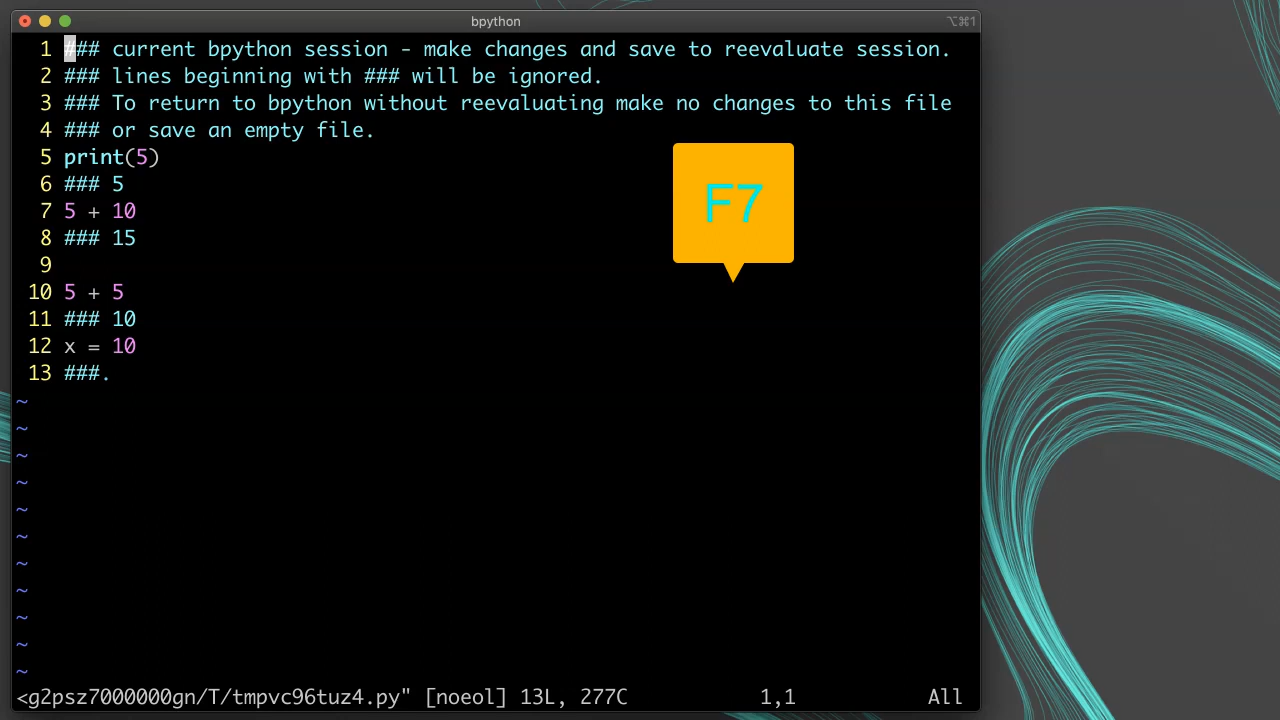 bpython
⌥⌘1
1 ### current bpython session - make changes and save to reevaluate session.
2 ### lines beginning with ### will be ignored.
3 ### To return to bpython without reevaluating make no changes to this file
4 ### or save an empty file.
5 print(5)
6 ### 5
7 5 + 10
8 ### 15
9
10 5 + 5
11 ### 10
12 x = 10
13 ###.
~
~
~
~
~
~
~
~
~
~
~
F7
<g2psz7000000gn/T/tmpvc96tuz4.py" [noeol] 13L, 277C 1,1 All